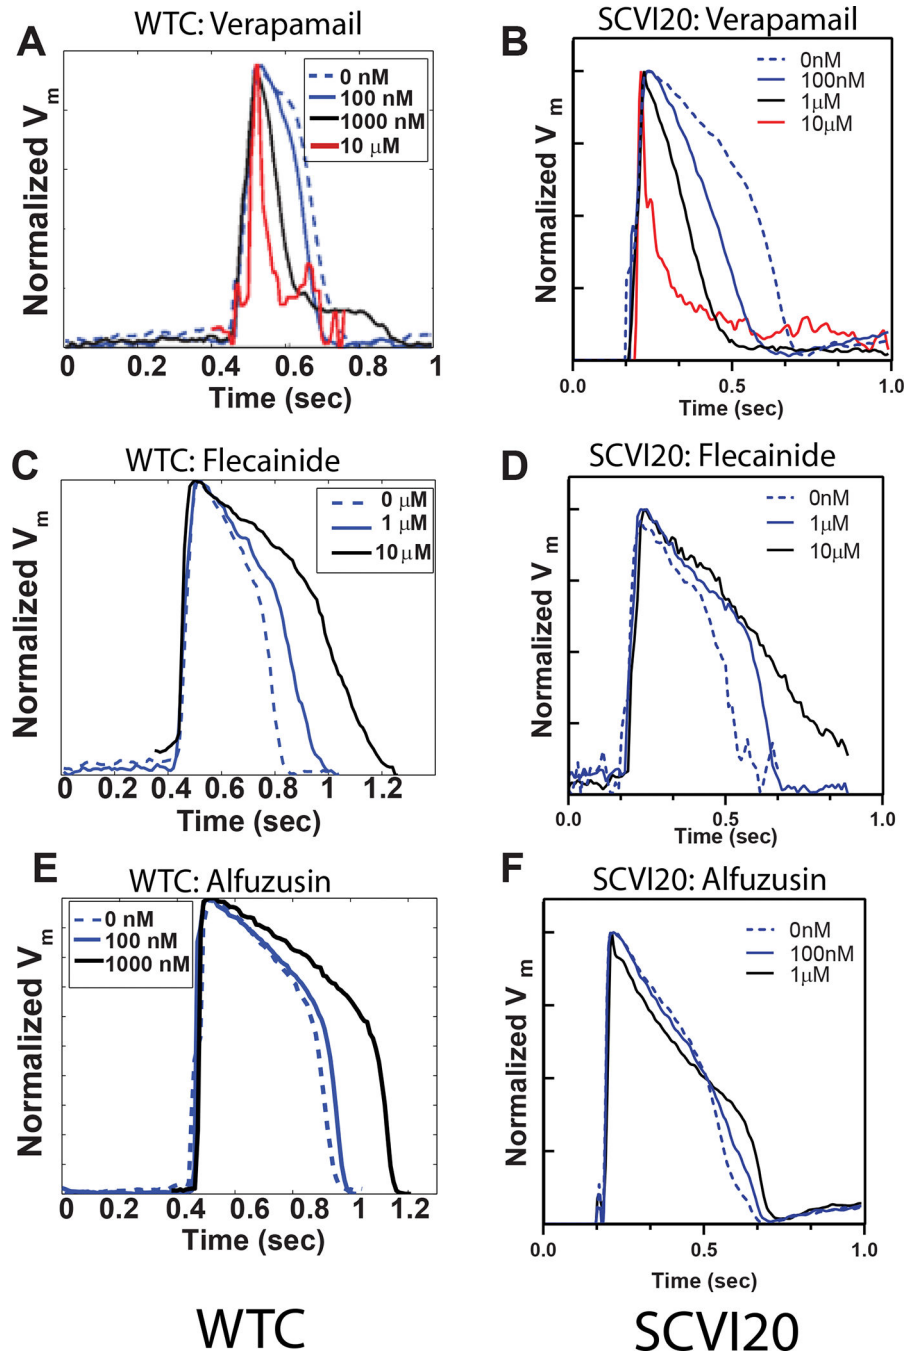 A
WTC: Verapamail
Normalized Vm
0 nM
100 nM
1000 nM
10 μM
0 0.2 0.4 0.6 0.8 1
Time (sec)
B
SCVI20: Verapamail
Normalized Vm
0nM
100nM
1μM
10μM
0.0 0.5 1.0
Time (sec)
C
WTC: Flecainide
Normalized Vm
0 μM
1 μM
10 μM
0 0.2 0.4 0.6 0.8 1 1.2
Time (sec)
D
SCVI20: Flecainide
Normalized Vm
0nM
1μM
10μM
0.0 0.5 1.0
Time (sec)
E
WTC: Alfuzusin
Normalized Vm
0 nM
100 nM
1000 nM
0 0.2 0.4 0.6 0.8 1 1.2
Time (sec)
F
SCVI20: Alfuzusin
Normalized Vm
0nM
100nM
1μM
0.0 0.5 1.0
Time (sec)
WTC
SCVI20